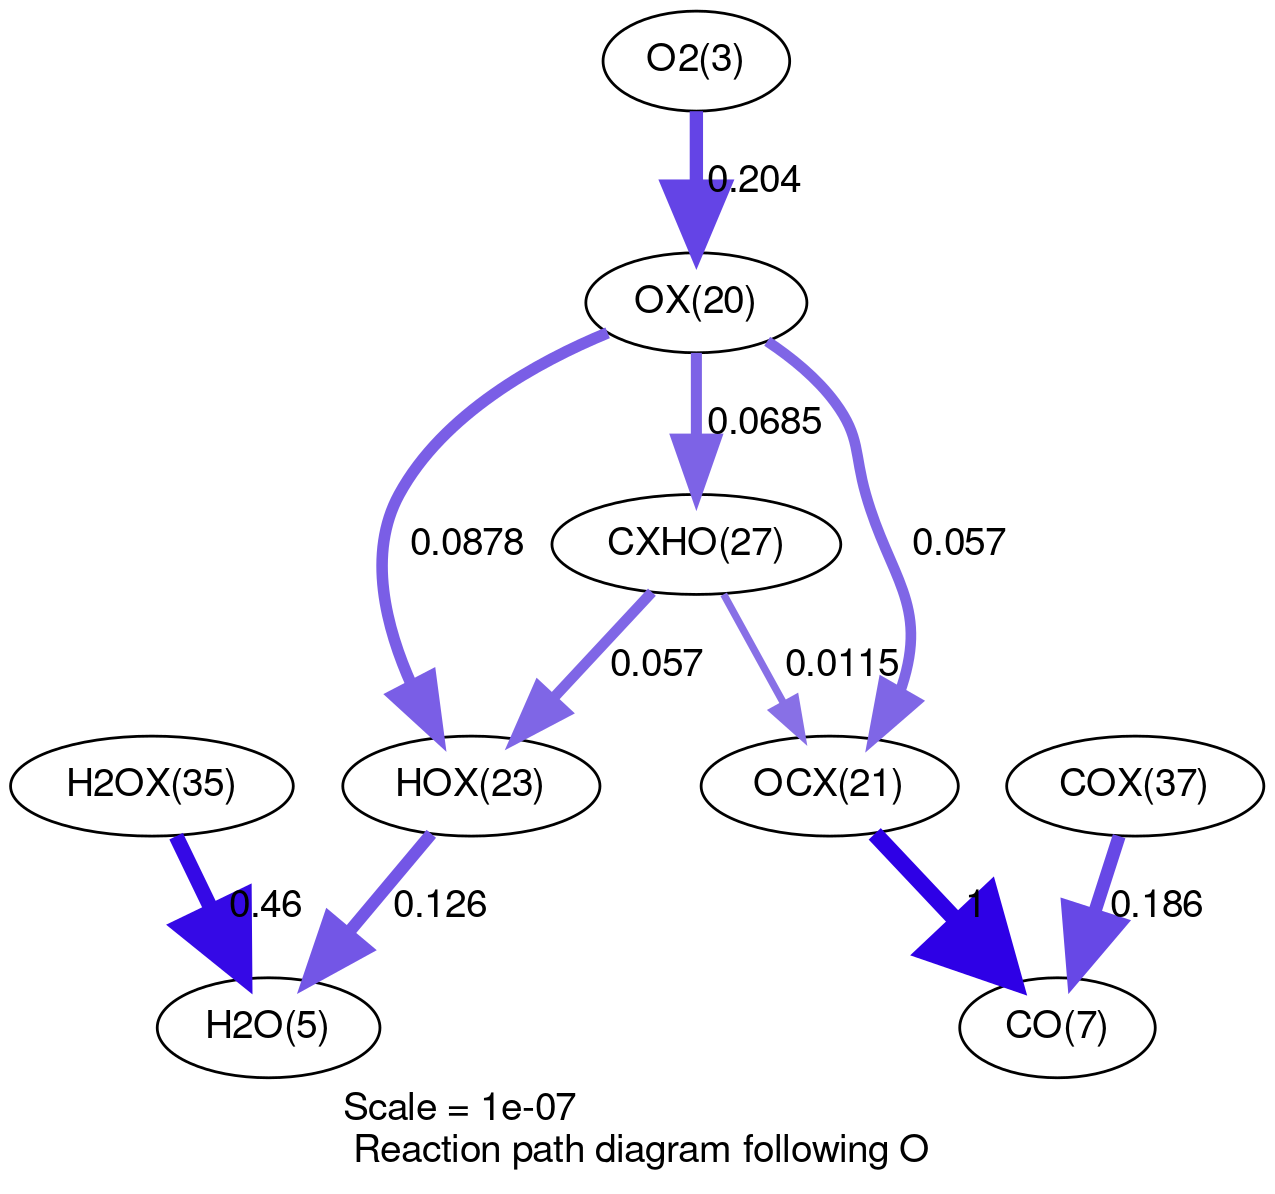 O2(3)
0.204
OX(20)
0.0685
0.0878
CXHO(27)
0.057
0.057
0.0115
H2OX(35)
HOX(23)
OCX(21)
COX(37)
0.46
0.126
1
0.186
H2O(5)
CO(7)
Scale = 1e-07
Reaction path diagram following O